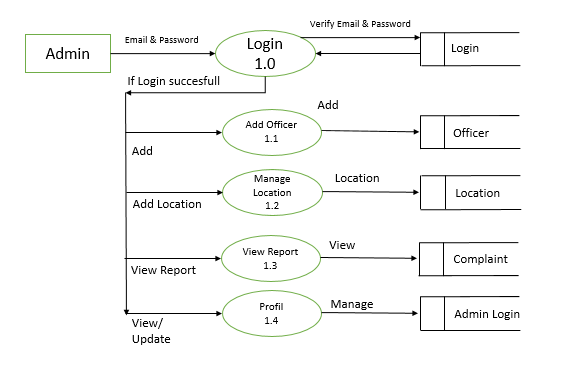 Admin
Email & Password
Login
1.0
Verify Email & Password
Login
If Login succesfull
Add
Add Officer
1.1
Add
Officer
Add Location
Manage
Location
1.2
Location
Location
View Report
View Report
1.3
View
Complaint
View/
Update
Profil
1.4
Manage
Admin Login